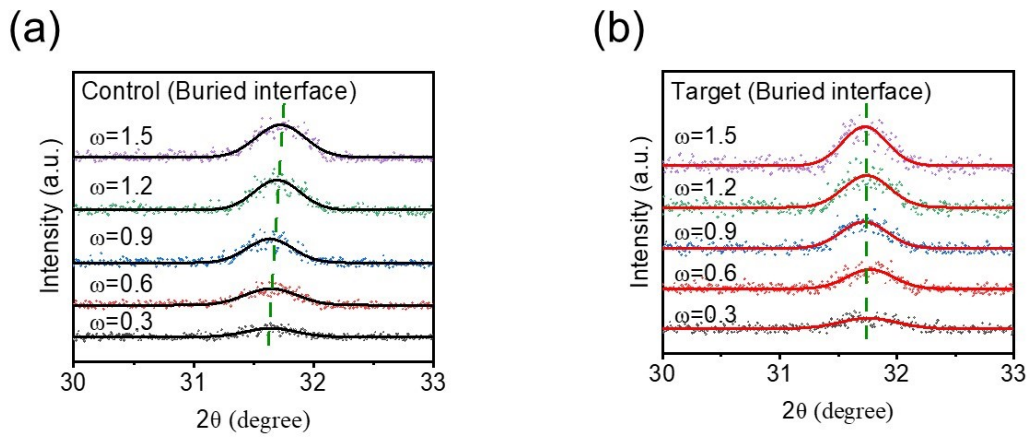 (a)
Control (Buried interface)
ω=1.5
ω=1.2
ω=0.9
ω=0.6
ω=0.3
Intensity (a.u.)
30 31 32 33
2θ (degree)
(b)
Target (Buried interface)
ω=1.5
ω=1.2
ω=0.9
ω=0.6
ω=0.3
Intensity (a.u.)
30 31 32 33
2θ (degree)